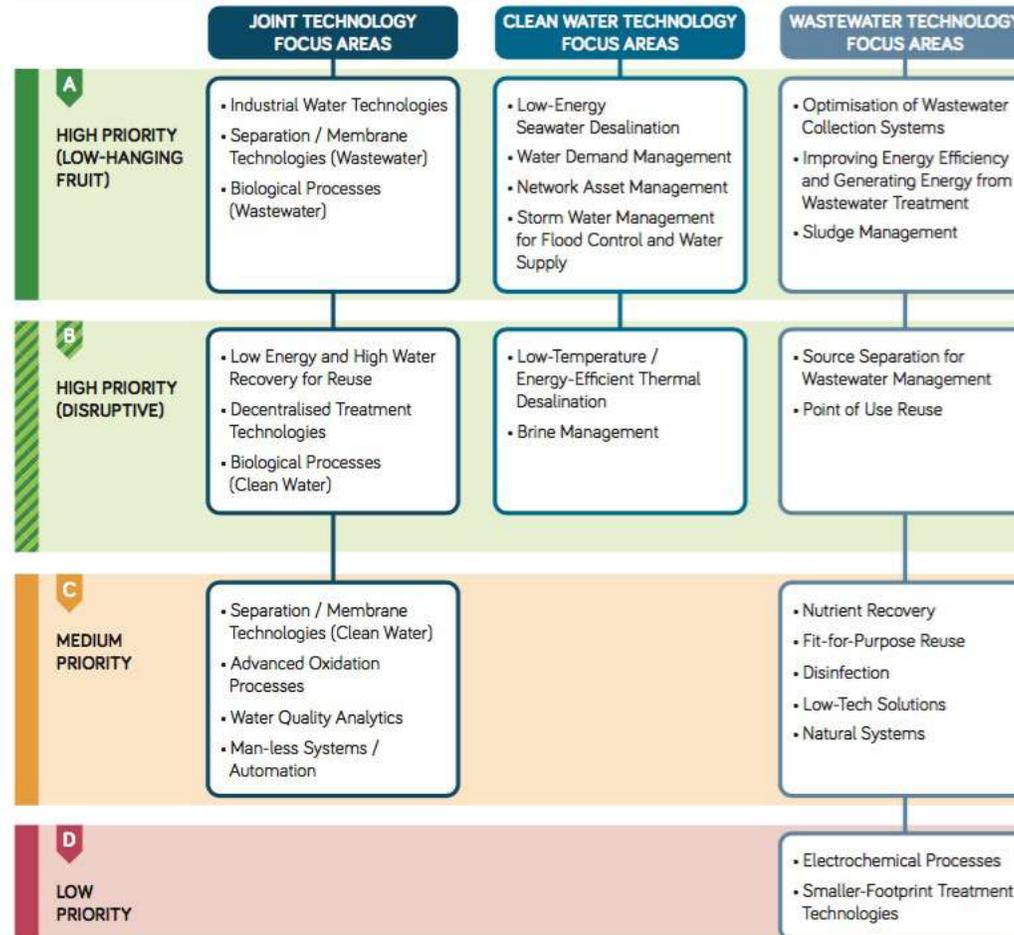 JOINT TECHNOLOGY
FOCUS AREAS
CLEAN WATER TECHNOLOGY
FOCUS AREAS
WASTEWATER TECHNOLOGY
FOCUS AREAS
A
HIGH PRIORITY
(LOW-HANGING
FRUIT)
• Industrial Water Technologies
• Separation / Membrane
Technologies (Wastewater)
• Biological Processes
(Wastewater)
• Low-Energy
Seawater Desalination
• Water Demand Management
• Network Asset Management
• Storm Water Management
for Flood Control and Water
Supply
• Optimisation of Wastewater
Collection Systems
• Improving Energy Efficiency
and Generating Energy from
Wastewater Treatment
• Sludge Management
B
HIGH PRIORITY
(DISRUPTIVE)
• Low Energy and High Water
Recovery for Reuse
• Decentralised Treatment
Technologies
• Biological Processes
(Clean Water)
• Low-Temperature /
Energy-Efficient Thermal
Desalination
• Brine Management
• Source Separation for
Wastewater Management
• Point of Use Reuse
C
MEDIUM
PRIORITY
• Separation / Membrane
Technologies (Clean Water)
• Advanced Oxidation
Processes
• Water Quality Analytics
• Man-less Systems /
Automation
• Nutrient Recovery
• Fit-for-Purpose Reuse
• Disinfection
• Low-Tech Solutions
• Natural Systems
D
LOW
PRIORITY
• Electrochemical Processes
• Smaller-Footprint Treatment
Technologies